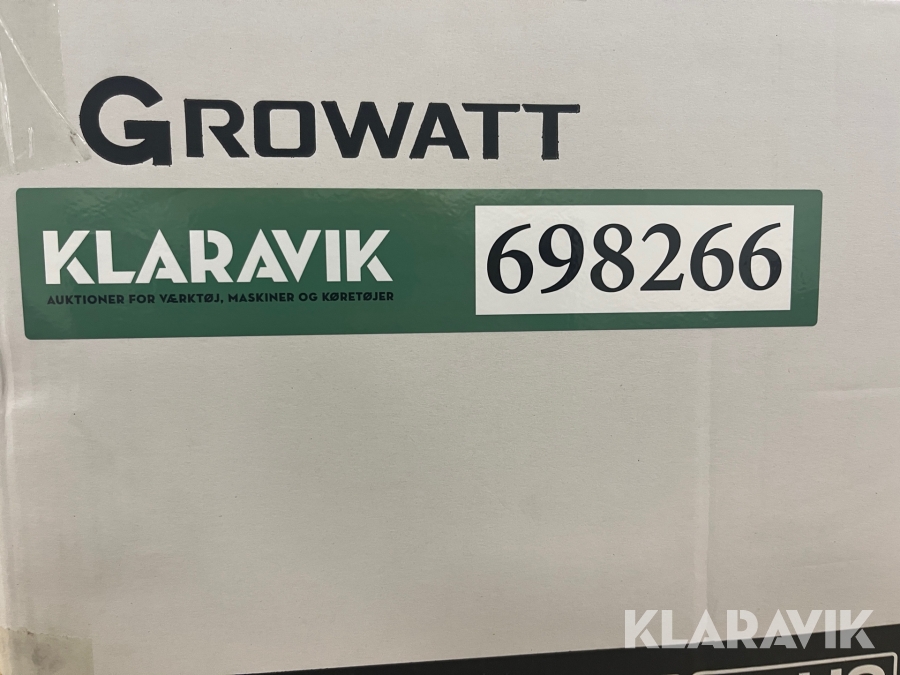 GROWATT
KLARAVIK
698266
AUKTIONER FOR VÆRKTØJ, MASKINER OG KØRETØJER
KLARAVIK